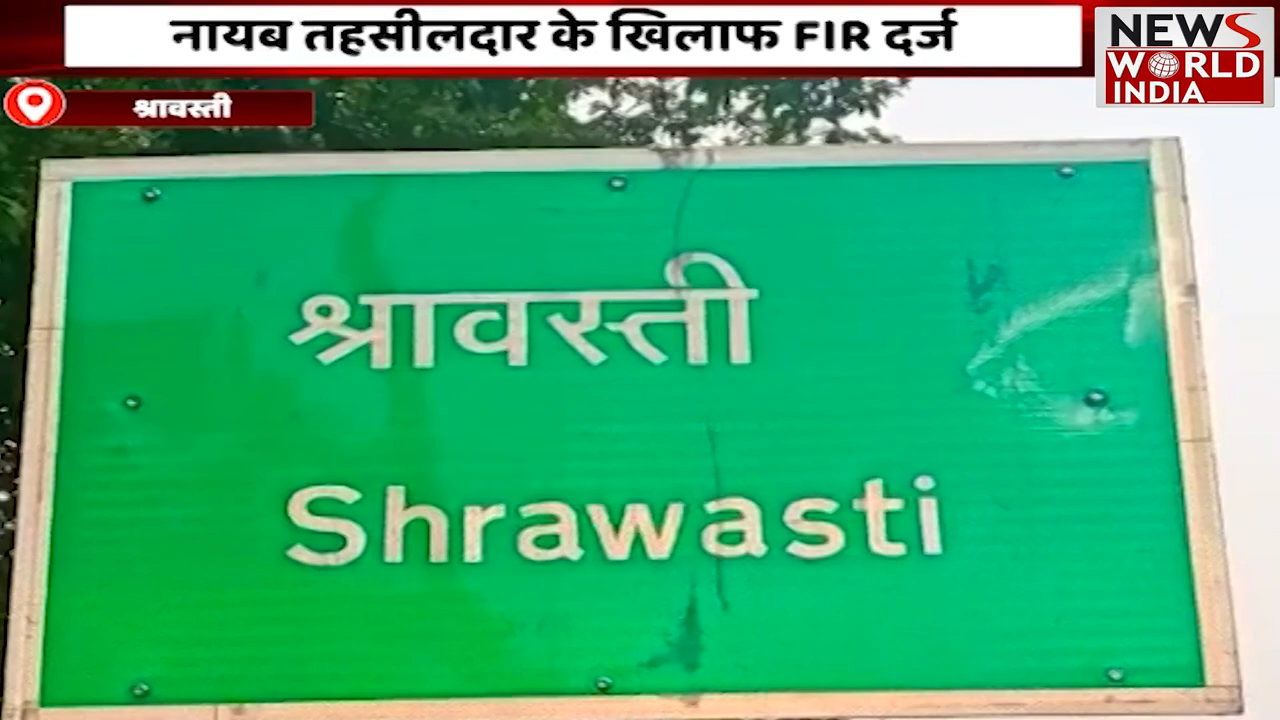 नायब तहसीलदार के खिलाफ FIR दर्ज
NEWS
WORLD
INDIA
श्रावस्ती
श्रावस्ती
Shrawasti